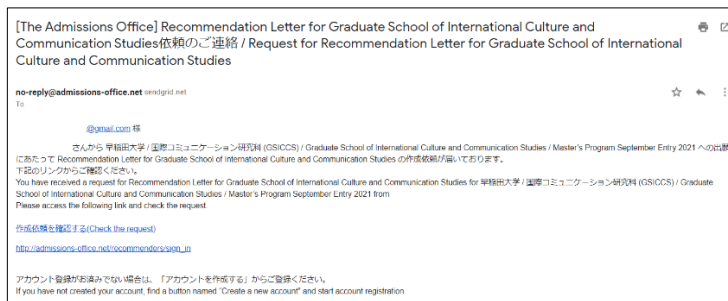 [The Admissions Office] Recommendation Letter for Graduate School of International Culture and
Communication Studies依頼のご連絡 / Request for Recommendation Letter for Graduate School of International
Culture and Communication Studies
no-reply@admissions-office.net sendgrid.net
To
@gmail.com 様
さんから 早稲田大学 / 国際コミュニケーション研究科 (GSICCS) / Graduate School of International Culture and Communication Studies / Master's Program September Entry 2021 への出願
にあたって Recommendation Letter for Graduate School of International Culture and Communication Studies の作成依頼が届いております。
下記のリンクからご確認ください。
You have received a request for Recommendation Letter for Graduate School of International Culture and Communication Studies for 早稲田大学 / 国際コミュニケーション研究科 (GSICCS) / Graduate
School of International Culture and Communication Studies / Master's Program September Entry 2021 from
Please access the following link and check the request.
作成依頼を確認する(Check the request)
http://admissions-office.net/recommenders/sign_in
アカウント登録がお済みでない場合は、「アカウントを作成する」からご登録ください。
If you have not created your account, find a button named "Create a new account" and start account registration.